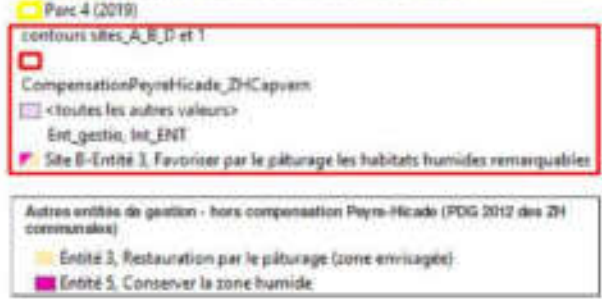 Parc 4 (2019)
contours sites_A_B_D et 1
CompensationPeyreHicade_ZHCapvern
<toutes les autres valeurs>
Ent_gestio, Int_ENT
Site B-Entité 3, Favoriser par le pâturage les habitats humides remarquables
Autres entités de gestion - hors compensation Peyre-Hicade (PDG 2012 des ZH
communales)
Entité 3, Restauration par le pâturage (zone envisagée)
Entité 5, Conserver la zone humide